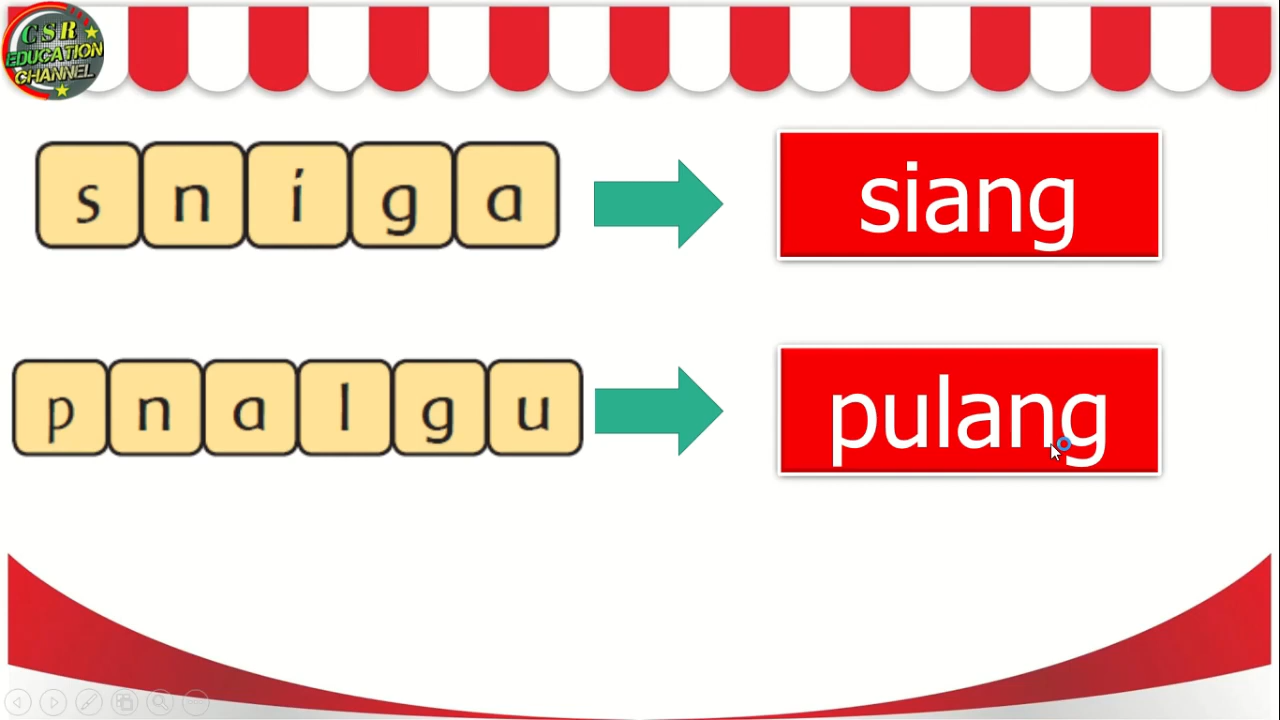 CSR
EDUCATION
CHANNEL
s n i g a
siang
p n a l g u
pulang